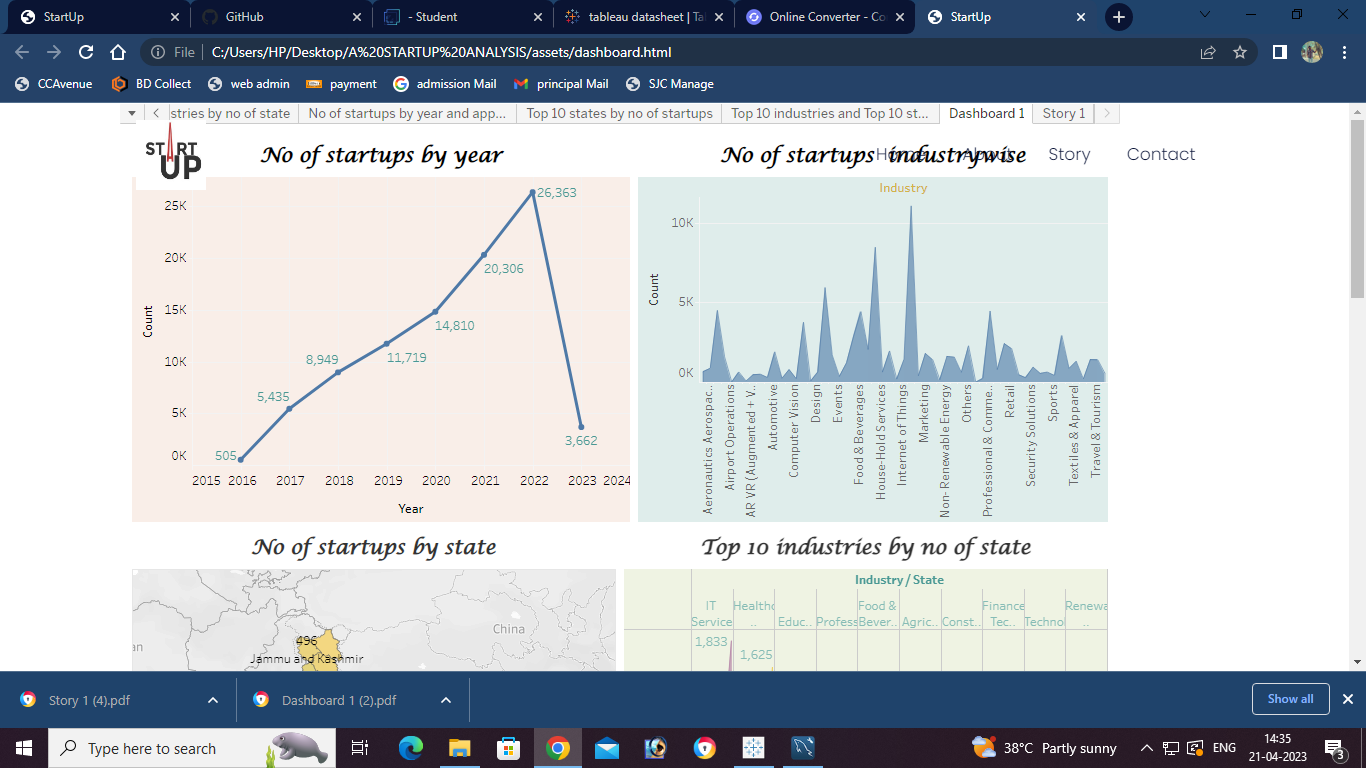 StartUp
GitHub
- Student
tableau datasheet | Ta
Online Converter - Co
StartUp
File
C:/Users/HP/Desktop/A%20STARTUP%20ANALYSIS/assets/dashboard.html
CCAvenue
BD Collect
web admin
payment
admission Mail
principal Mail
SJC Manage
stries by no of state
No of startups by year and app...
Top 10 states by no of startups
Top 10 industries and Top 10 st...
Dashboard 1
Story 1
START
UP
Home
About
Story
Contact
No of startups by year
25K
20K
15K
10K
5K
0K
Count
505
5,435
8,949
11,719
14,810
20,306
26,363
3,662
2015 2016 2017 2018 2019 2020 2021 2022 2023 2024
Year
No of startups industrywise
Industry
10K
5K
0K
Count
Aeronautics Aerospac..
Airport Operations
AR VR (Augmented + V..
Automotive
Computer Vision
Design
Events
Food & Beverages
House-Hold Services
Internet of Things
Marketing
Non- Renewable Energy
Others
Professional & Comme..
Retail
Security Solutions
Sports
Textiles & Apparel
Travel & Tourism
No of startups by state
China
496
Jammu and Kashmir
an
Top 10 industries by no of state
Industry / State
IT
Service
Healthc
..
Educ..
Profess
Food &
Bever..
Agric..
Const..
Finance
Tec..
Technol
Renewa
..
1,833
1,625
Story 1 (4).pdf
Dashboard 1 (2).pdf
Show all
Type here to search
38°C Partly sunny
ENG
14:35
21-04-2023
3